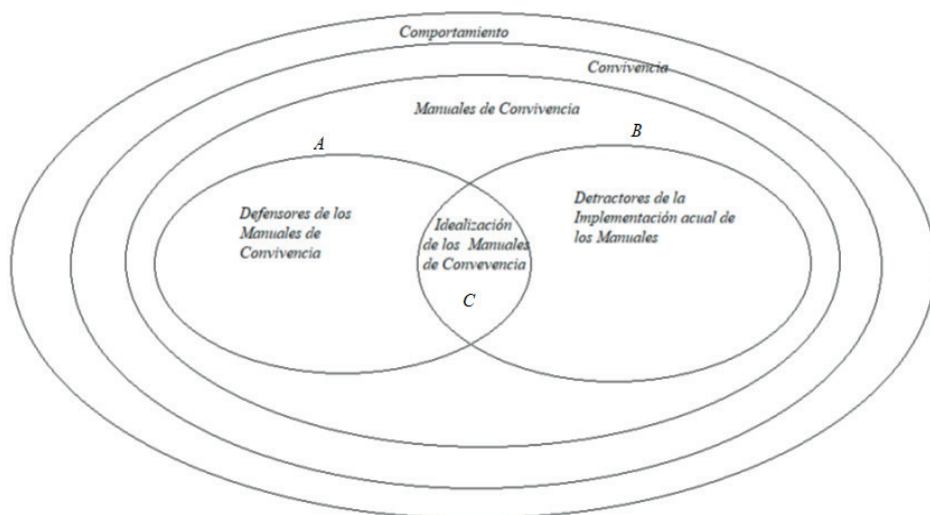 Comportamiento
Convivencia
Manuales de Convivencia
A
B
Defensores de los
Manuales de
Convivencia
Idealización
de los Manuales
de Convevencia
C
Detractores de la
Implementación acual de
los Manuales